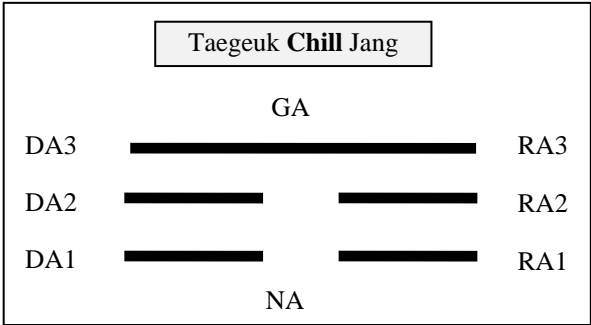 Taegeuk Chill Jang
GA
DA3 RA3
DA2 RA2
DA1 RA1
NA